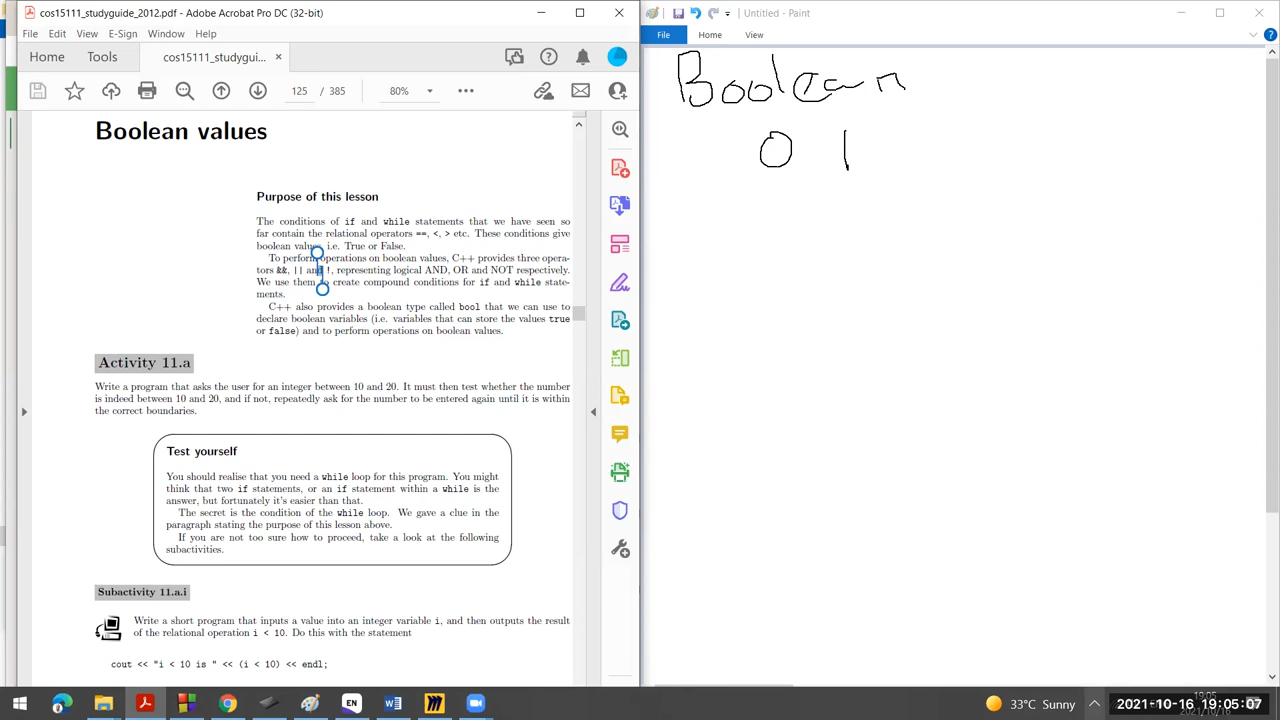 cos15111_studyguide_2012.pdf - Adobe Acrobat Pro DC (32-bit)
File Edit View E-Sign Window Help
Home Tools cos15111_studygui... ×
125 / 385 80%
Boolean values
Purpose of this lesson
The conditions of if and while statements that we have seen so
far contain the relational operators ==, <, > etc. These conditions give
boolean values, i.e. True or False.
To perform operations on boolean values, C++ provides three opera-
tors &&, || and !, representing logical AND, OR and NOT respectively.
We use them to create compound conditions for if and while state-
ments.
C++ also provides a boolean type called bool that we can use to
declare boolean variables (i.e. variables that can store the values true
or false) and to perform operations on boolean values.
Activity 11.a
Write a program that asks the user for an integer between 10 and 20. It must then test whether the number
is indeed between 10 and 20, and if not, repeatedly ask for the number to be entered again until it is within
the correct boundaries.
Test yourself
You should realise that you need a while loop for this program. You might
think that two if statements, or an if statement within a while is the
answer, but fortunately it's easier than that.
The secret is the condition of the while loop. We gave a clue in the
paragraph stating the purpose of this lesson above.
If you are not too sure how to proceed, take a look at the following
subactivities.
Subactivity 11.a.i
Write a short program that inputs a value into an integer variable i, and then outputs the result
of the relational operation i < 10. Do this with the statement
cout << "i < 10 is " << (i < 10) << endl;
Untitled - Paint
File Home View
Boolean
0 1
EN
33°C Sunny
2021-10-16 19:05:07